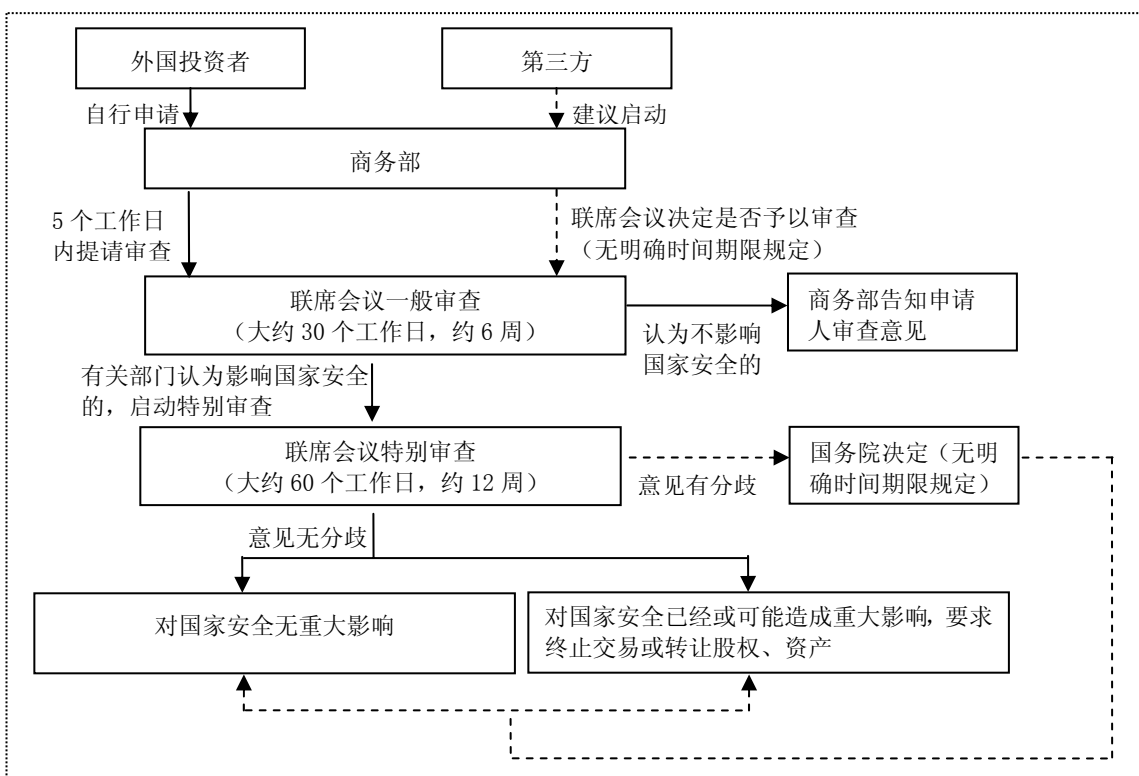 外国投资者
第三方
自行申请
建议启动
商务部
5 个工作日
内提请审查
联席会议决定是否予以审查
（无明确时间期限规定）
联席会议一般审查
（大约 30 个工作日，约 6 周）
商务部告知申请
人审查意见
认为不影响
国家安全的
有关部门认为影响国家安全
的，启动特别审查
联席会议特别审查
（大约 60 个工作日，约 12 周）
国务院决定（无明
确时间期限规定）
意见有分歧
意见无分歧
对国家安全无重大影响
对国家安全已经或可能造成重大影响，要求
终止交易或转让股权、资产